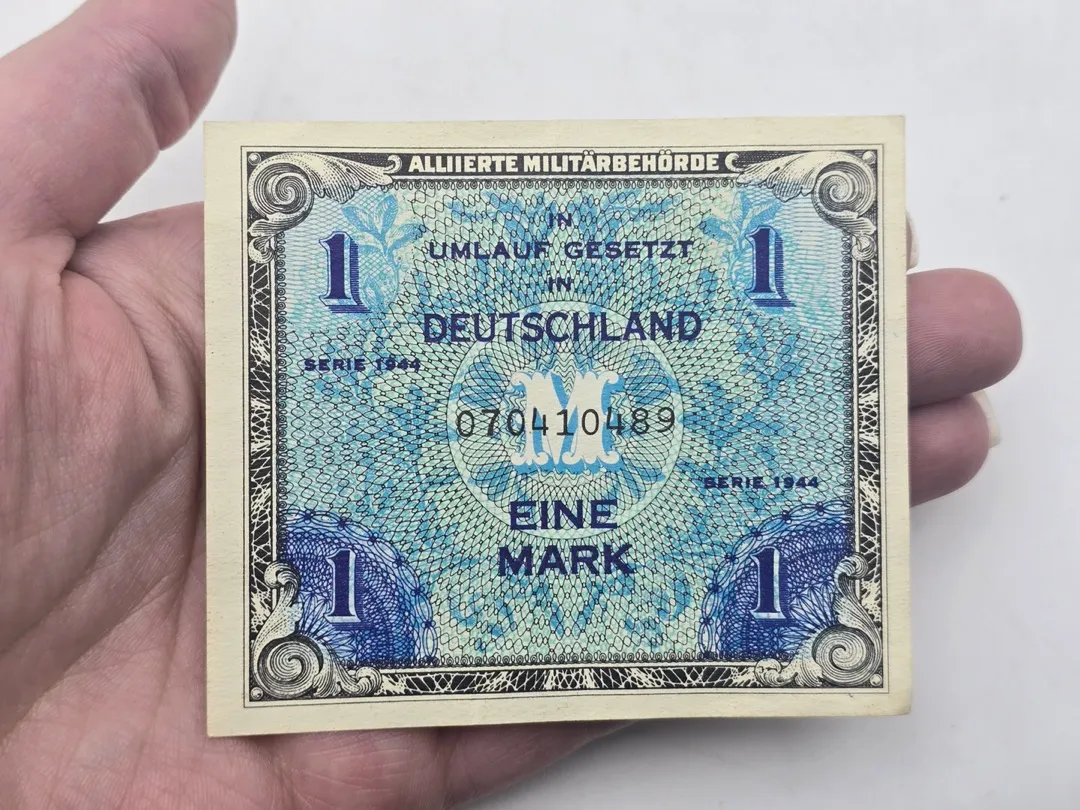 ALLIIERTE MILITÄRBEHÖRDE
IN
UMLAUF GESETZT
IN
DEUTSCHLAND
1
1
SERIE 1944
M
070410489
SERIE 1944
EINE
MARK
1
1